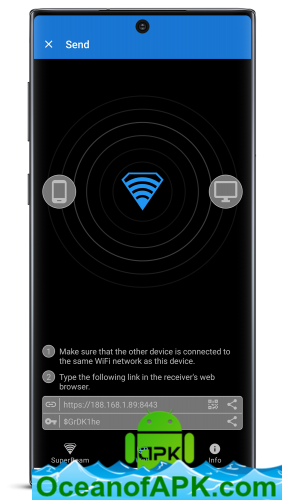 Send
1 Make sure that the other device is connected to
the same WiFi network as this device.
2 Type the following link in the receiver's web
browser.
https://188.168.1.89:8443
$GrDK1he
SuperBeam
Info
APK
OceanofAPK.com